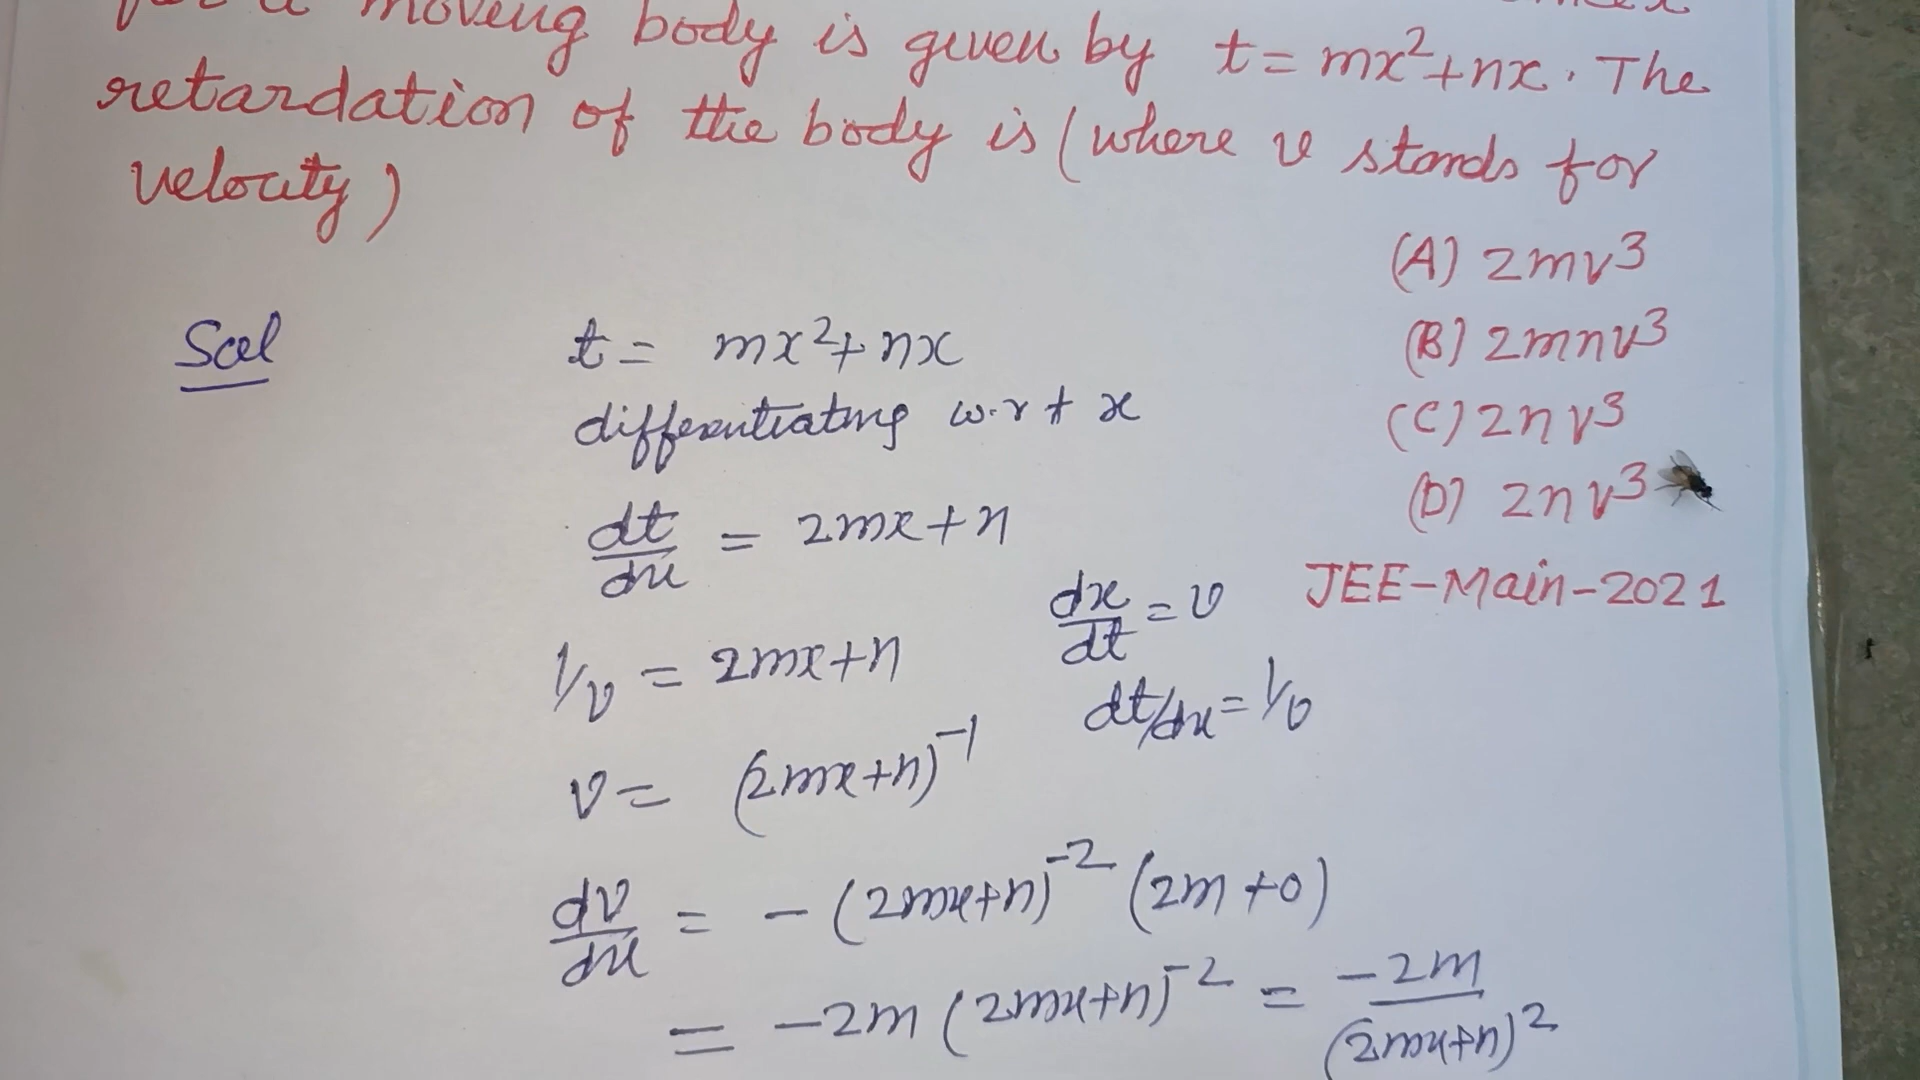 a moving body is given by t = mx²+nx. The
retardation of the body is (where v stands for
velocity)
(A) 2mv³
(B) 2mnv³
(C) 2nv³
(D) 2nv³
JEE-Main-2021
Sol
t = mx²+nx
differentiating w.r.t x
dt/dx = 2mx+n
dx/dt = v
1/v = 2mx+n
dt/dx = 1/v
v = (2mx+n)⁻¹
dv/dx = -(2mx+n)⁻² (2m+0)
= -2m (2mx+n)⁻² = -2m/(2mx+n)²